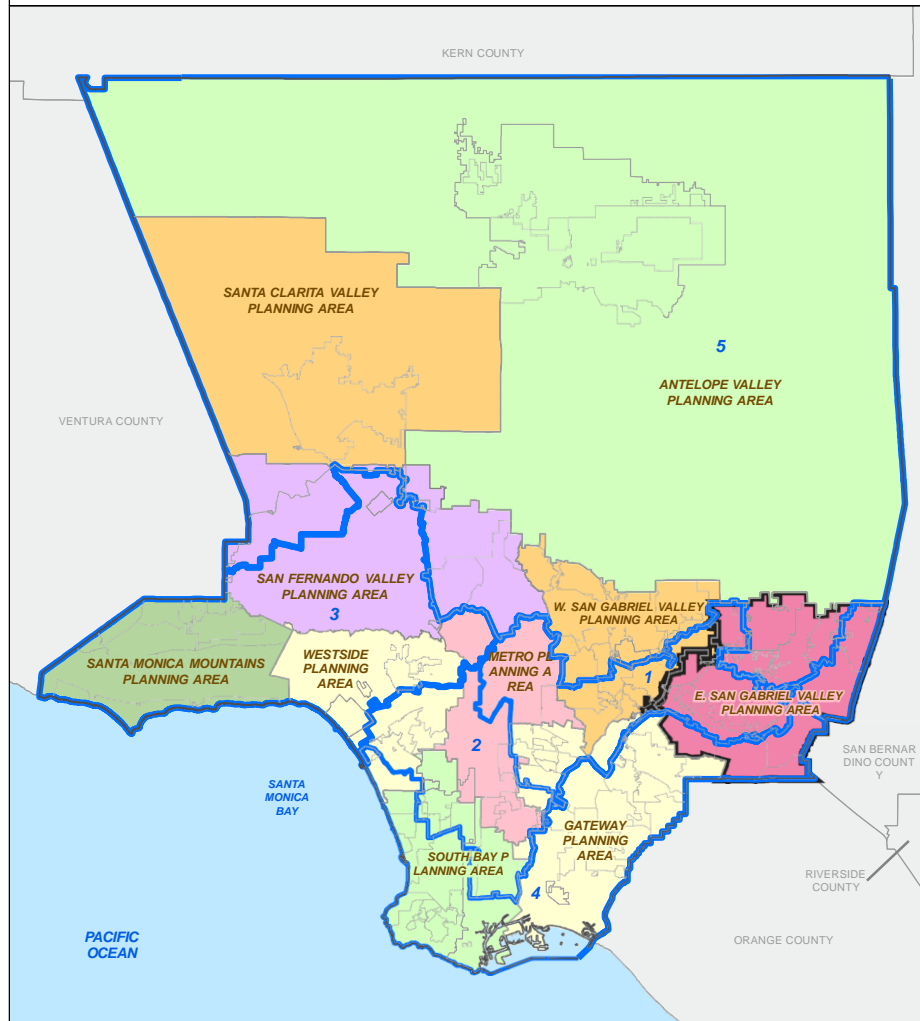 KERN COUNTY
SANTA CLARITA VALLEY
PLANNING AREA
5
ANTELOPE VALLEY
PLANNING AREA
VENTURA COUNTY
SAN FERNANDO VALLEY
PLANNING AREA
3
W. SAN GABRIEL VALLEY
PLANNING AREA
SANTA MONICA MOUNTAINS
PLANNING AREA
WESTSIDE
PLANNING
AREA
METRO PL
ANNING A
REA
1
E. SAN GABRIEL VALLEY
PLANNING AREA
2
SAN BERNAR
DINO COUNT
Y
SANTA
MONICA
BAY
GATEWAY
PLANNING
AREA
SOUTH BAY P
LANNING AREA
4
RIVERSIDE
COUNTY
PACIFIC
OCEAN
ORANGE COUNTY